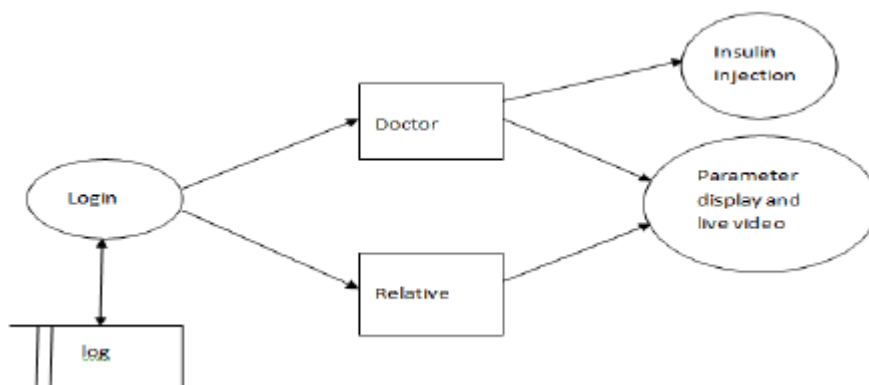 Insulin
Injection
Doctor
Login
Parameter
display and
live video
Relative
log